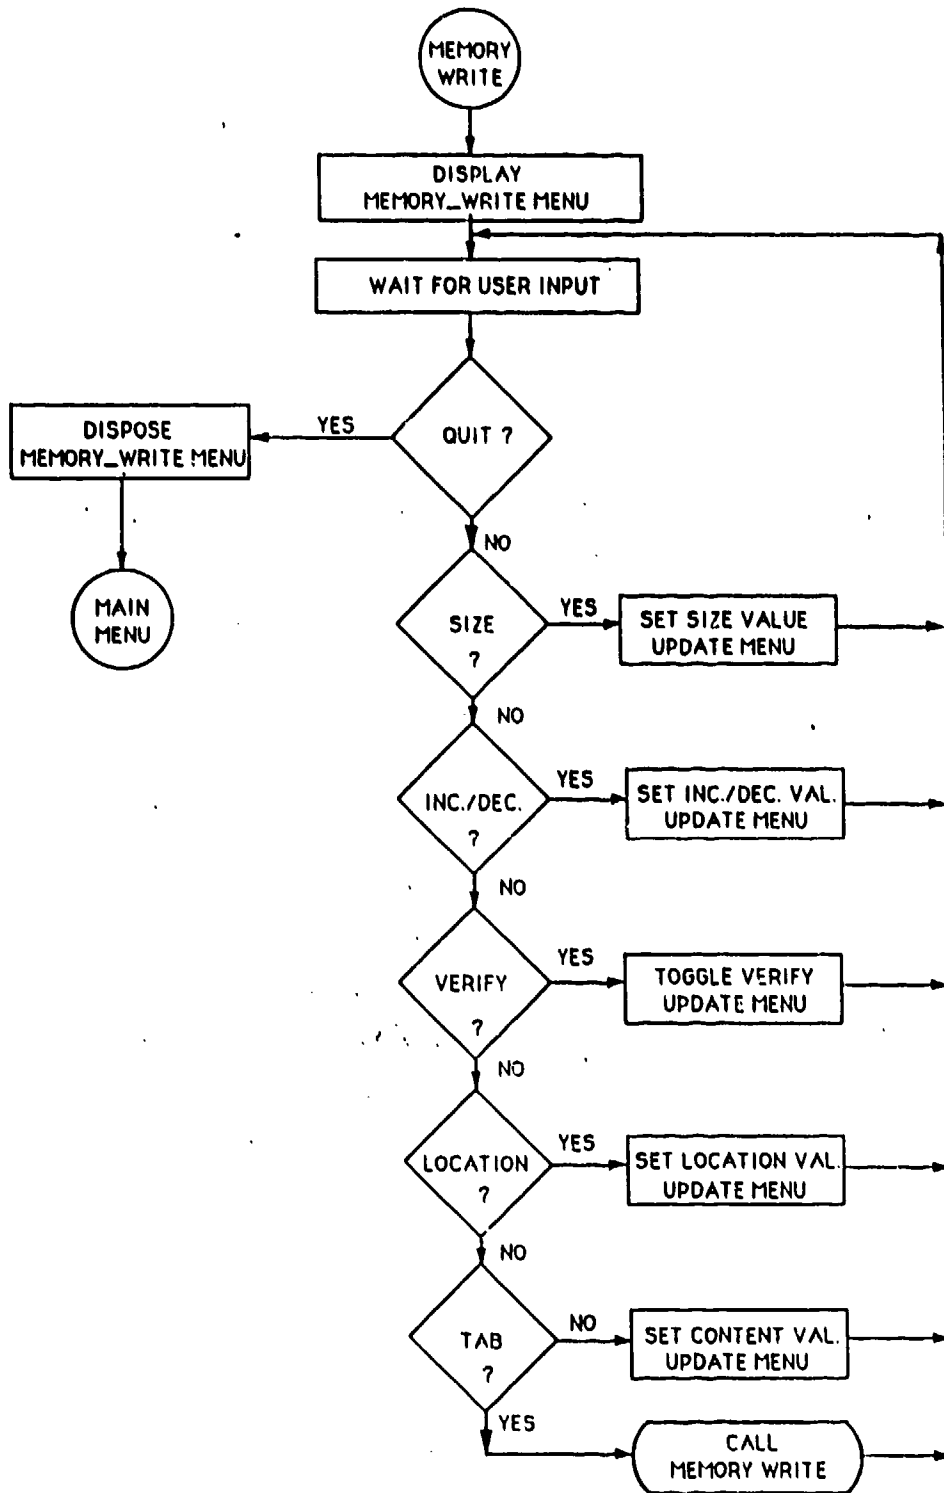 MEMORY
WRITE
DISPLAY
MEMORY_WRITE MENU
WAIT FOR USER INPUT
QUIT ?
YES
DISPOSE
MEMORY_WRITE MENU
MAIN
MENU
NO
SIZE
?
YES
SET SIZE VALUE
UPDATE MENU
NO
INC./DEC.
?
YES
SET INC./DEC. VAL.
UPDATE MENU
NO
VERIFY
?
YES
TOGGLE VERIFY
UPDATE MENU
NO
LOCATION
?
YES
SET LOCATION VAL.
UPDATE MENU
NO
TAB
?
NO
SET CONTENT VAL.
UPDATE MENU
YES
CALL
MEMORY WRITE